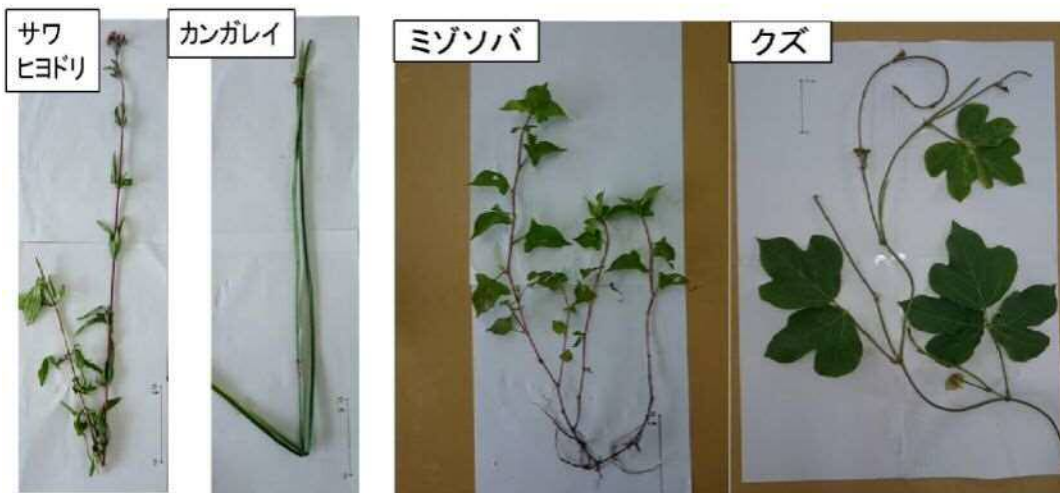 サワ
ヒヨドリ
カンガレイ
ミゾソバ
クズ